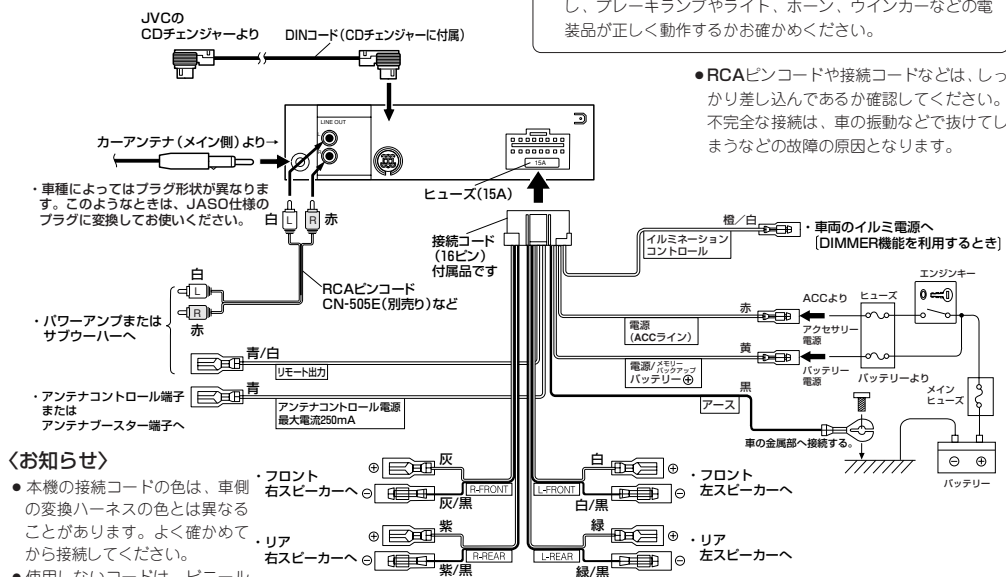 し、ブレーキランプやライト、ホーン、ウインカーなどの電
装品が正しく動作するかお確かめください。
●RCAピンコードや接続コードなどは、しっ
かり差し込んであるか確認してください。
不完全な接続は、車の振動などで抜けてし
まうなどの故障の原因となります。
JVCの
CDチェンジャーより
DINコード(CDチェンジャーに付属)
LINE OUT
15A
カーアンテナ(メイン側)より→
ヒューズ(15A)
・車種によってはプラグ形状が異なりま
す。このようなときは、JASO仕様の
プラグに変換してお使いください。
白 L R 赤
接続コード
(16ピン)
付属品です
橙/白
イルミネーション
コントロール
・車両のイルミ電源へ
[DIMMER機能を利用するとき]
RCAピンコード
CN-505E(別売り)など
白
L
R
赤
・パワーアンプまたは
サブウーハーへ
青/白
リモート出力
青
アンテナコントロール電源
最大電流250mA
・アンテナコントロール端子
または
アンテナブースター端子へ
赤
電源
(ACCライン)
ACCより
アクセサリー
電源
ヒューズ
エンジンキー
黄
電源/メモリーバックアップ
バッテリー⊕
バッテリー
電源
バッテリーより
メイン
ヒューズ
黒
アース
車の金属部へ接続する。
⊖ ⊕
バッテリー
・フロント
右スピーカーへ
⊕ 灰
⊖ 灰/黒
R-FRONT
L-FRONT
白 ⊕
白/黒 ⊖
・フロント
左スピーカーへ
・リア
右スピーカーへ
⊕ 紫
⊖ 紫/黒
R-REAR
L-REAR
緑 ⊕
緑/黒 ⊖
・リア
左スピーカーへ
〈お知らせ〉
●本機の接続コードの色は、車側
の変換ハーネスの色とは異なる
ことがあります。よく確かめて
から接続してください。
●使用しないコードは、ビニール